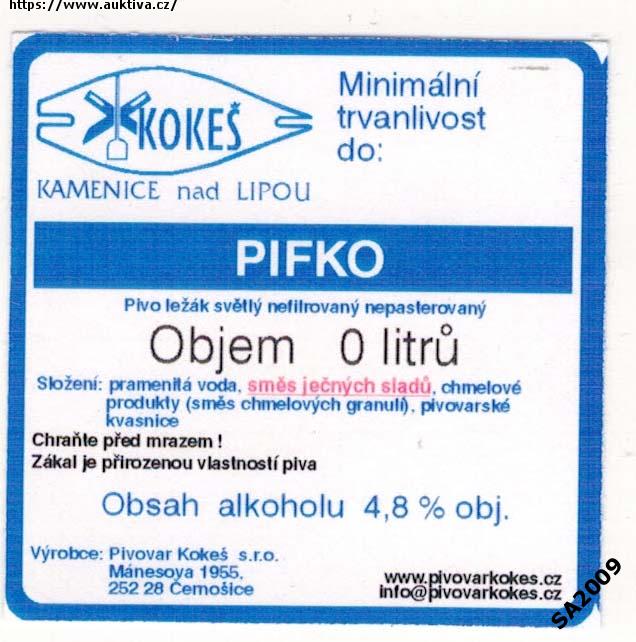 https://www.auktiva.cz/
KOKEŠ
KAMENICE nad LIPOU
Minimální
trvanlivost
do:
PIFKO
Pivo ležák světlý nefilrovaný nepasterovaný
Objem 0 litrů
Složení: pramenitá voda, směs ječných sladů, chmelové
produkty (směs chmelových granulí), pivovarské
kvasnice
Chraňte před mrazem !
Zákal je přirozenou vlastností piva
Obsah alkoholu 4,8 % obj.
Výrobce: Pivovar Kokeš s.r.o.
Mánesova 1955,
252 28 Černošice
www.pivovarkokes.cz
info@pivovarkokes.cz
SA2009